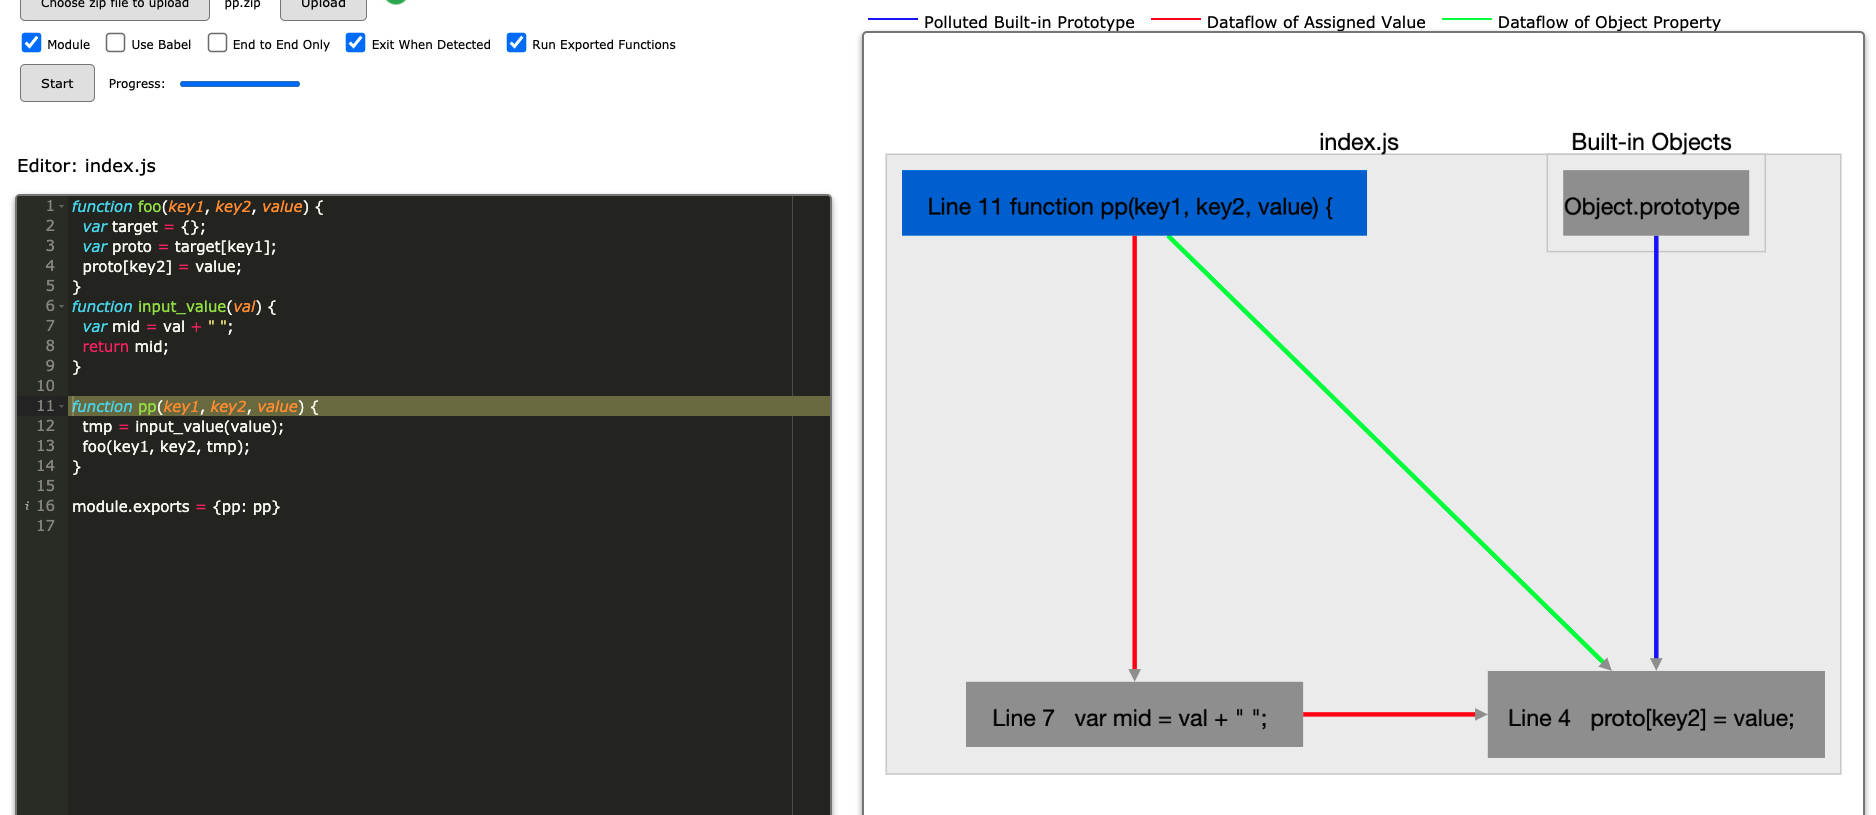 Choose zip file to upload pp.zip Upload
Module Use Babel End to End Only Exit When Detected Run Exported Functions
Start Progress:
Editor: index.js
1 function foo(key1, key2, value) {
2 var target = {};
3 var proto = target[key1];
4 proto[key2] = value;
5 }
6 function input_value(val) {
7 var mid = val + " ";
8 return mid;
9 }
10
11 function pp(key1, key2, value) {
12 tmp = input_value(value);
13 foo(key1, key2, tmp);
14 }
15
i 16 module.exports = {pp: pp}
17
Polluted Built-in Prototype Dataflow of Assigned Value Dataflow of Object Property
index.js Built-in Objects
Line 11 function pp(key1, key2, value) { Object.prototype
Line 7 var mid = val + " "; Line 4 proto[key2] = value;